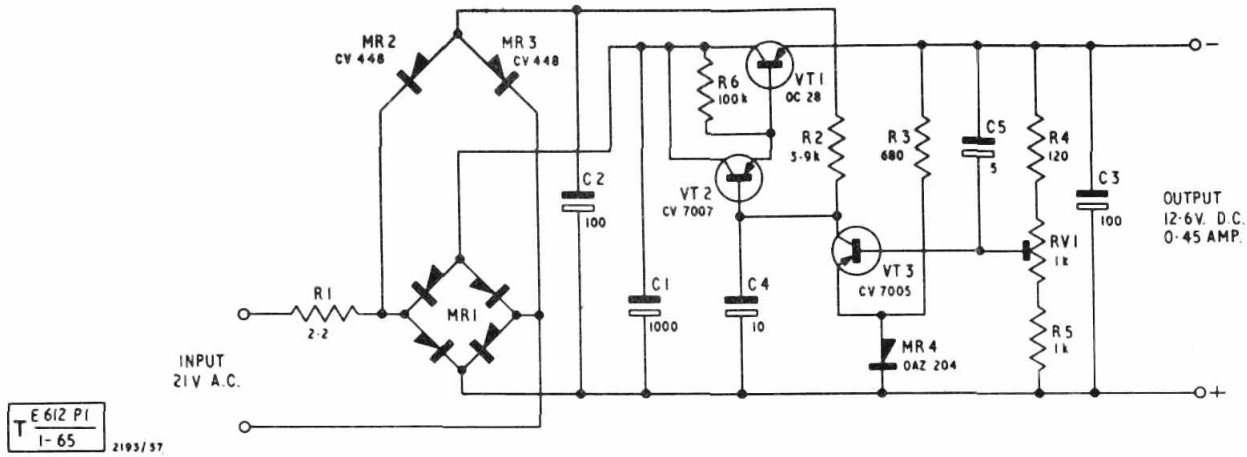 MR2
CV 448
MR3
CV 448
R6
100k
VT1
OC 28
R2
3·9k
R3
680
C5
5
R4
120
C2
100
VT2
CV 7007
C3
100
OUTPUT
12·6V. D.C.
0·45 AMP.
RV1
1k
VT3
CV 7005
R1
2·2
MR1
C1
1000
C4
10
MR4
OAZ 204
R5
1k
INPUT
21V A.C.
−
+
T E 612 P1
1-65
2193/57